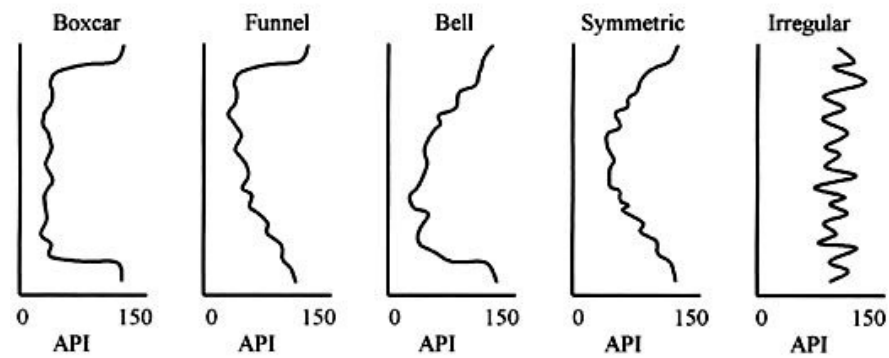 Boxcar Funnel Bell Symmetric Irregular
0 150 0 150 0 150 0 150 0 150
API API API API API